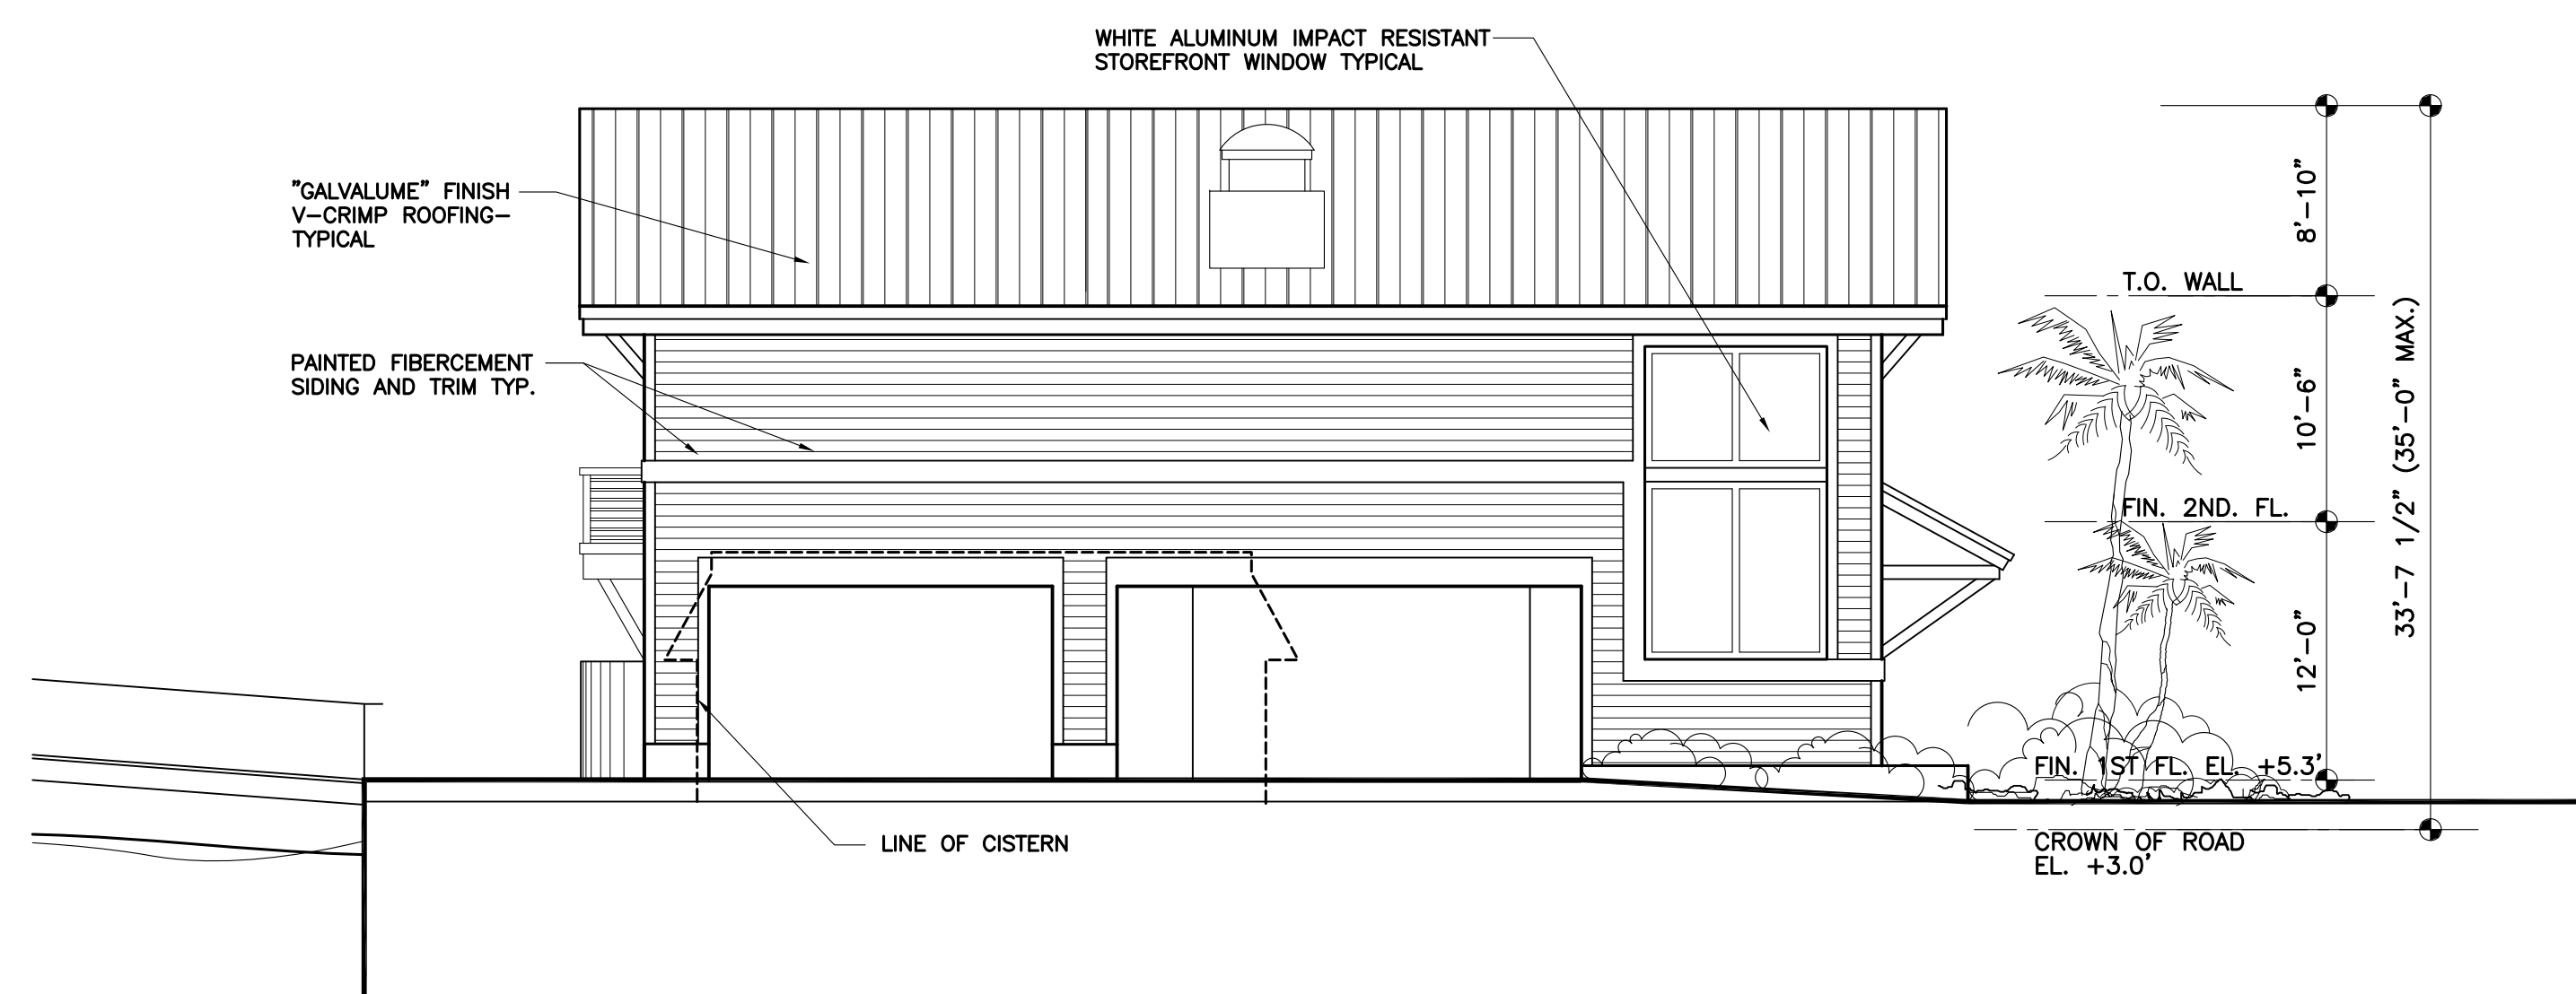 WHITE ALUMINUM IMPACT RESISTANT
STOREFRONT WINDOW TYPICAL
"GALVALUME" FINISH
V-CRIMP ROOFING-
TYPICAL
PAINTED FIBERCEMENT
SIDING AND TRIM TYP.
LINE OF CISTERN
8'-10"
T.O. WALL
10'-6"
33'-7 1/2" (35'-0" MAX.)
FIN. 2ND. FL.
12'-0"
FIN. 1ST FL. EL. +5.3'
CROWN OF ROAD
EL. +3.0'